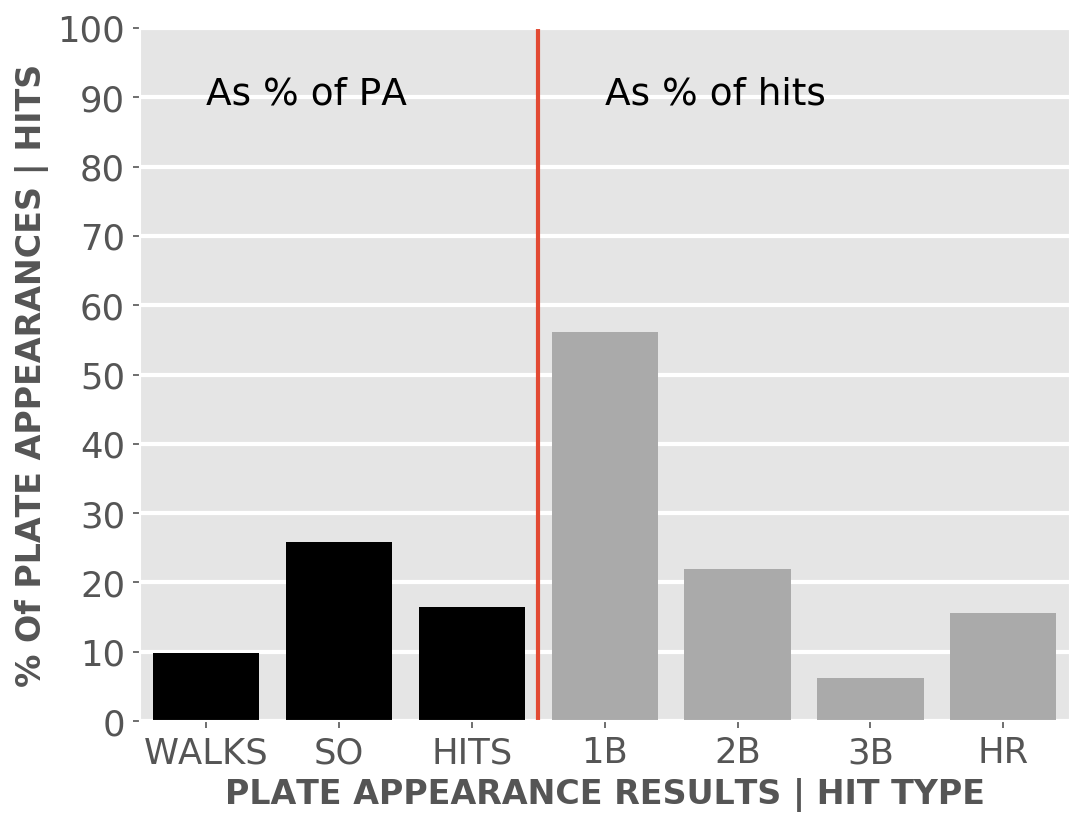 % Of PLATE APPEARANCES | HITS
100
90
80
70
60
50
40
30
20
10
0
As % of PA
As % of hits
WALKS SO HITS 1B 2B 3B HR
PLATE APPEARANCE RESULTS | HIT TYPE